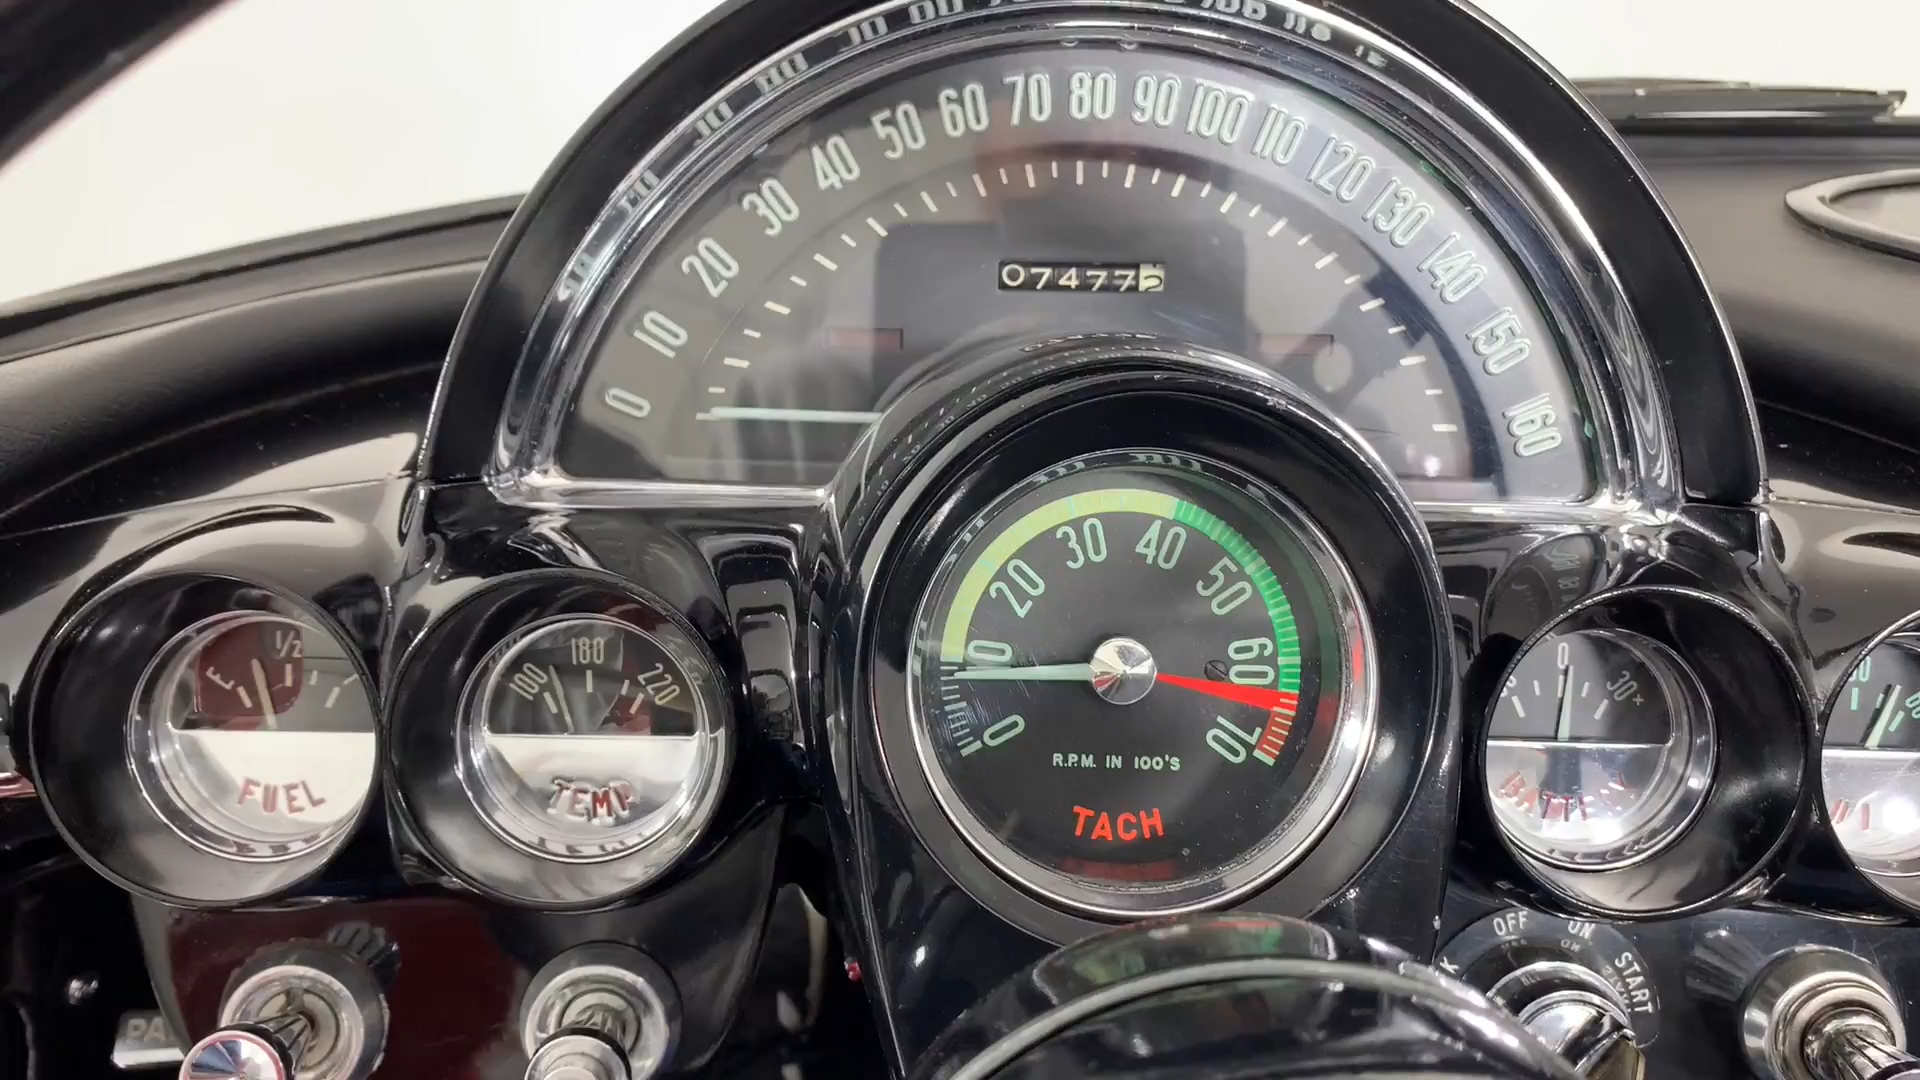 0 10 20 30 40 50 60 70 80 90 100 110 120 130 140 150 160
074775
0 10 20 30 40 50 60 70
R.P.M. IN 100'S
TACH
E 1/2
FUEL
100 180 220
TEMP
0 30+
BATTERY
OFF ON START